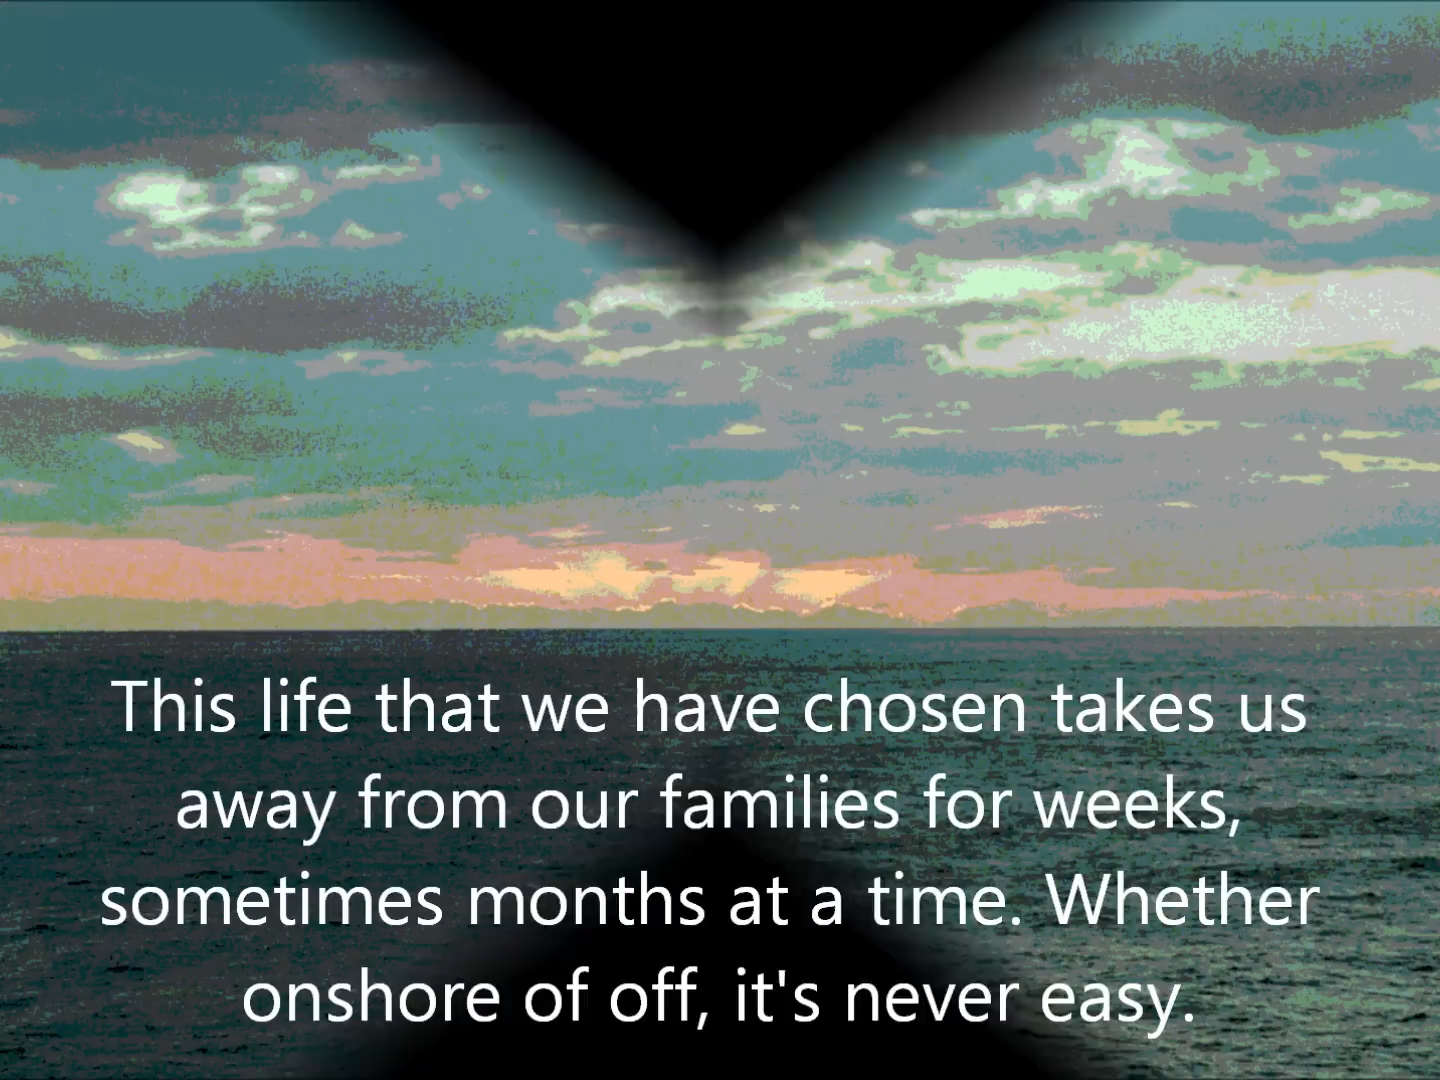 This life that we have chosen takes us
away from our families for weeks,
sometimes months at a time. Whether
onshore of off, it's never easy.